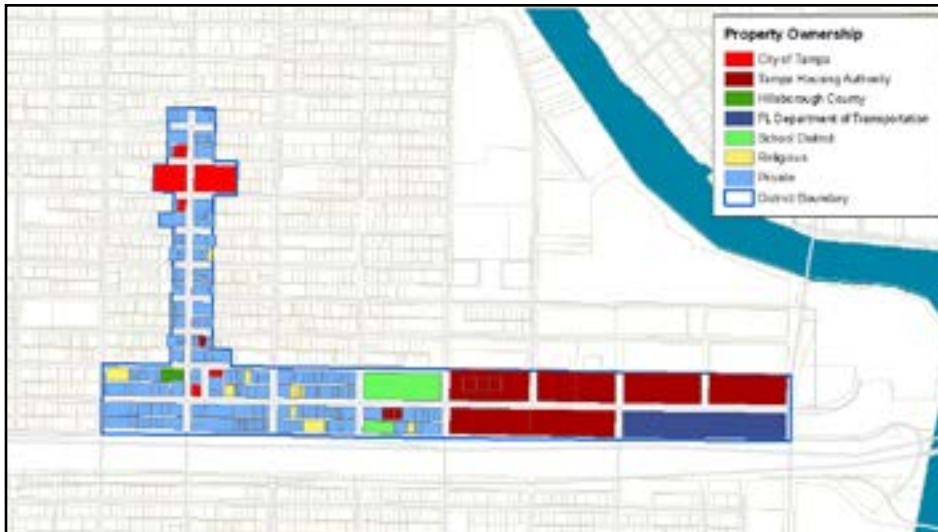 Property Ownership
City of Tampa
Tampa Housing Authority
Hillsborough County
FL Department of Transportation
School District
Religious
Private
District Boundary